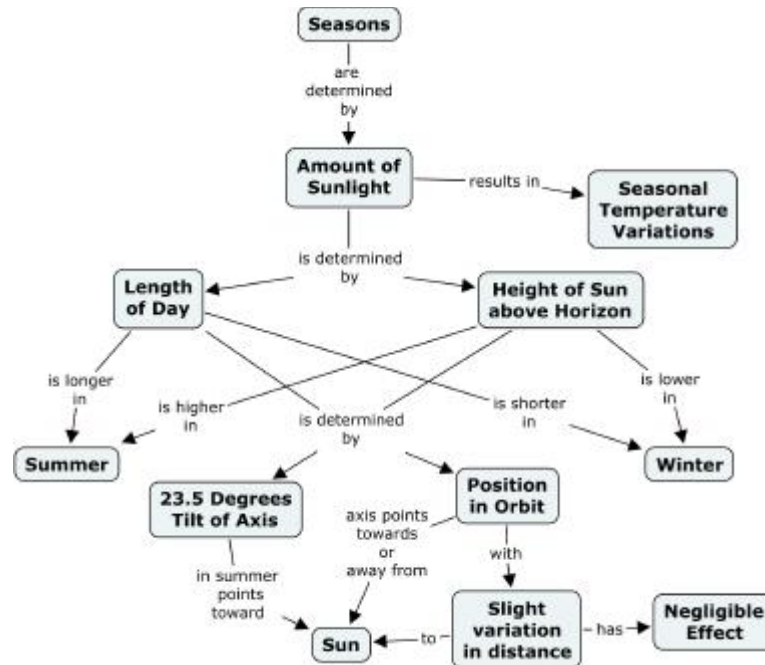 Seasons
are
determined
by
Amount of
Sunlight
results in
Seasonal
Temperature
Variations
is determined
by
Length
of Day
Height of Sun
above Horizon
is longer
in
is higher
in
is determined
by
is shorter
in
is lower
in
Summer
Winter
23.5 Degrees
Tilt of Axis
Position
in Orbit
axis points
towards
or
away from
with
in summer
points
toward
Sun
to
Slight
variation
in distance
has
Negligible
Effect